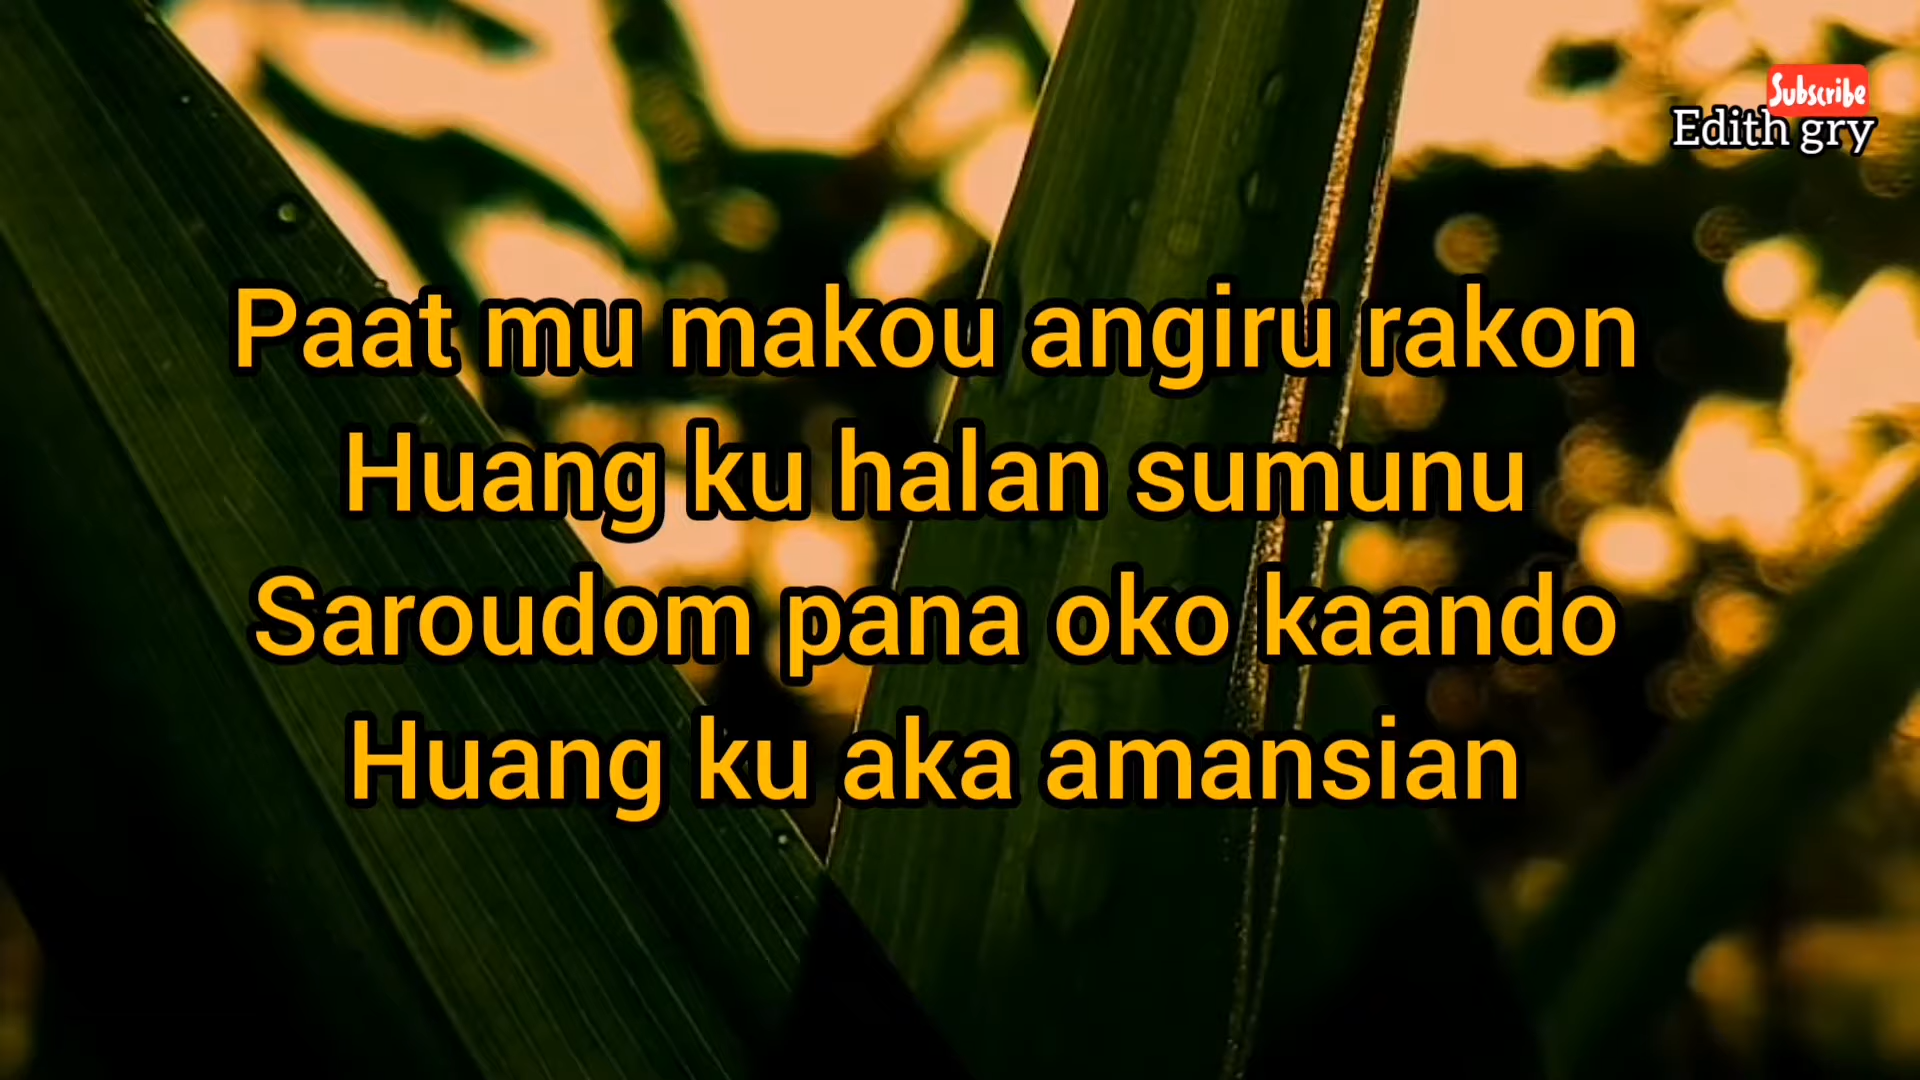 Subscribe
Edith gry
Paat mu makou angiru rakon
Huang ku halan sumunu
Saroudom pana oko kaando
Huang ku aka amansian